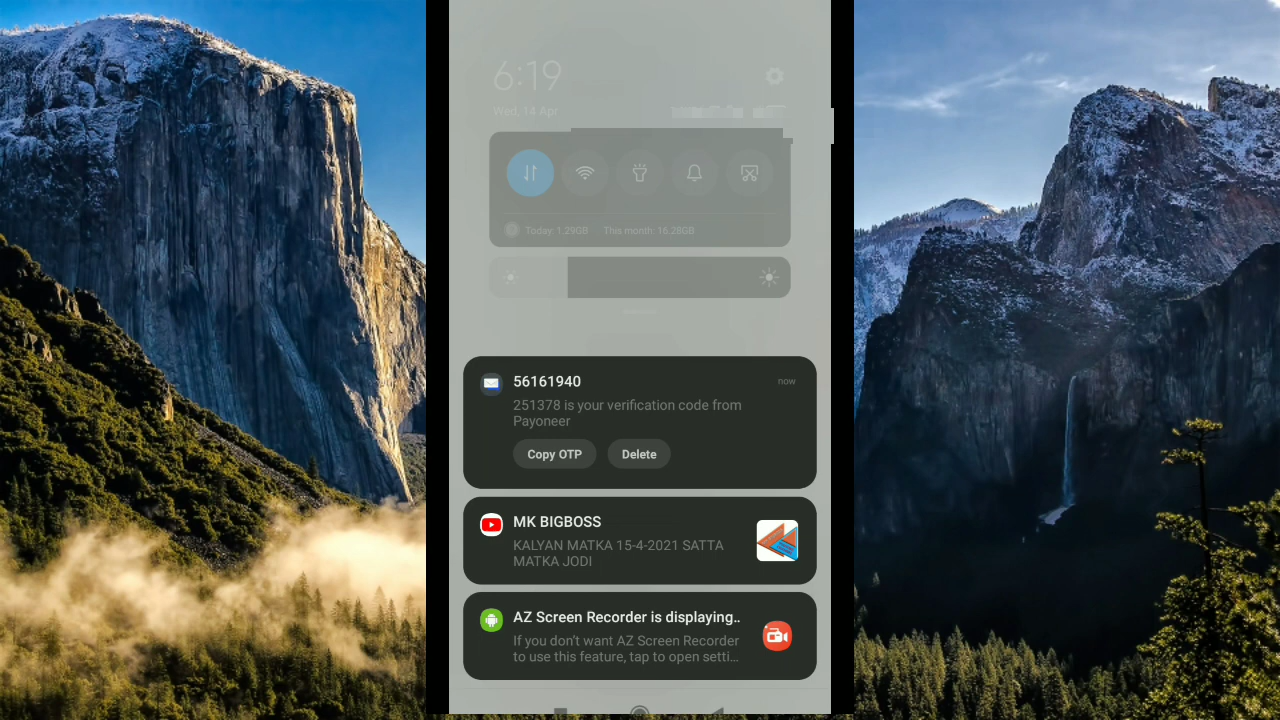 6:19
Wed, 14 Apr
Today: 1.29GB This month: 16.28GB
56161940 now
251378 is your verification code from
Payoneer
Copy OTP Delete
MK BIGBOSS
KALYAN MATKA 15-4-2021 SATTA
MATKA JODI
AZ Screen Recorder is displaying..
If you don't want AZ Screen Recorder
to use this feature, tap to open setti...